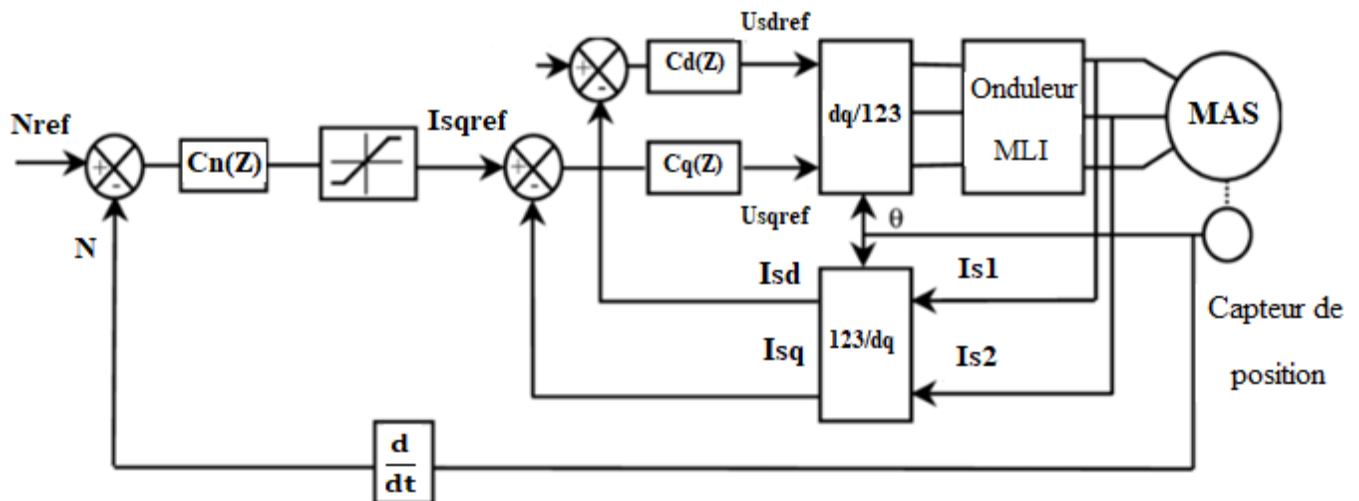 Usdref
Cd(Z)
dq/123
Onduleur
MLI
MAS
Nref
Cn(Z)
Isqref
Cq(Z)
Usqref
θ
N
Isd
Is1
Isq
123/dq
Is2
Capteur de
position
d
dt
+
-
+
-
+
-